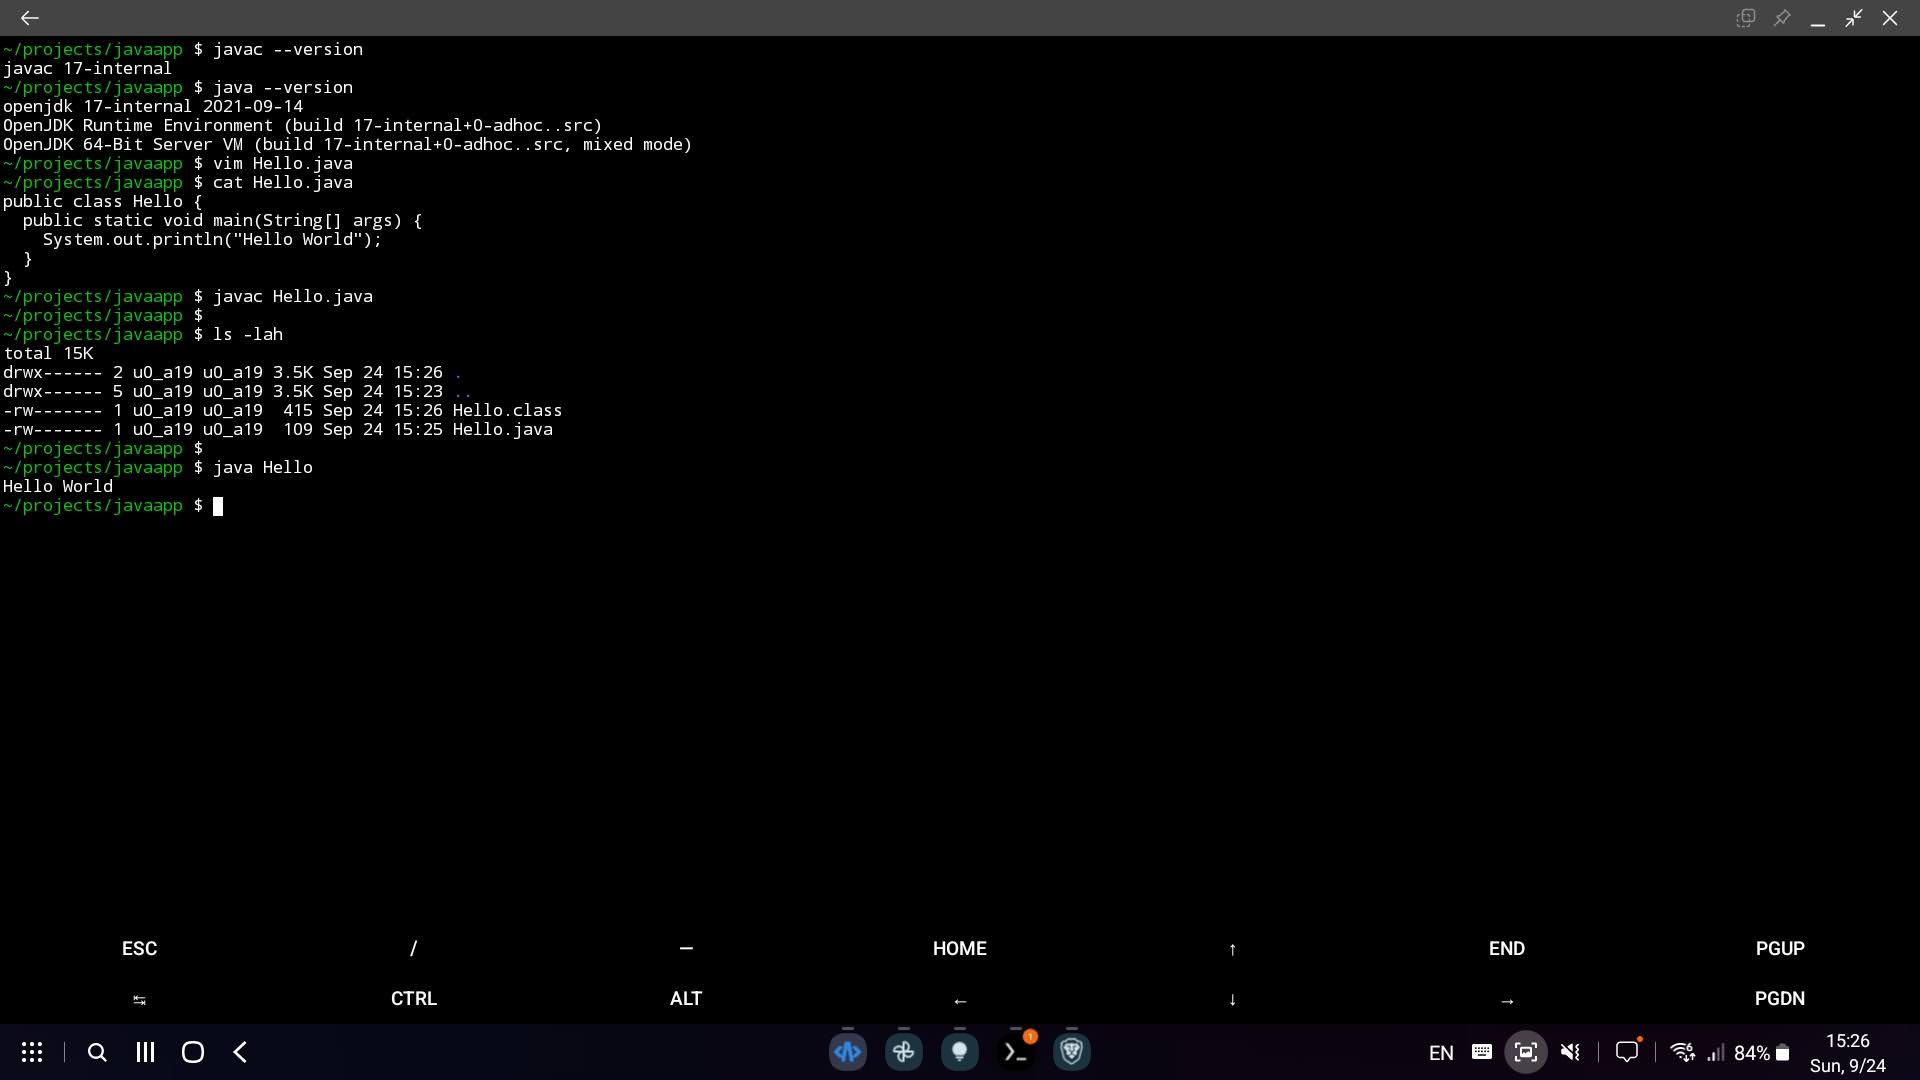 ~/projects/javaapp $ javac --version
javac 17-internal
~/projects/javaapp $ java --version
openjdk 17-internal 2021-09-14
OpenJDK Runtime Environment (build 17-internal+0-adhoc..src)
OpenJDK 64-Bit Server VM (build 17-internal+0-adhoc..src, mixed mode)
~/projects/javaapp $ vim Hello.java
~/projects/javaapp $ cat Hello.java
public class Hello {
  public static void main(String[] args) {
    System.out.println("Hello World");
  }
}
~/projects/javaapp $ javac Hello.java
~/projects/javaapp $
~/projects/javaapp $ ls -lah
total 15K
drwx------ 2 u0_a19 u0_a19 3.5K Sep 24 15:26 .
drwx------ 5 u0_a19 u0_a19 3.5K Sep 24 15:23 ..
-rw------- 1 u0_a19 u0_a19  415 Sep 24 15:26 Hello.class
-rw------- 1 u0_a19 u0_a19  109 Sep 24 15:25 Hello.java
~/projects/javaapp $
~/projects/javaapp $ java Hello
Hello World
~/projects/javaapp $
ESC / — HOME ↑ END PGUP
↹ CTRL ALT ← ↓ → PGDN
1
EN 84% 15:26
Sun, 9/24